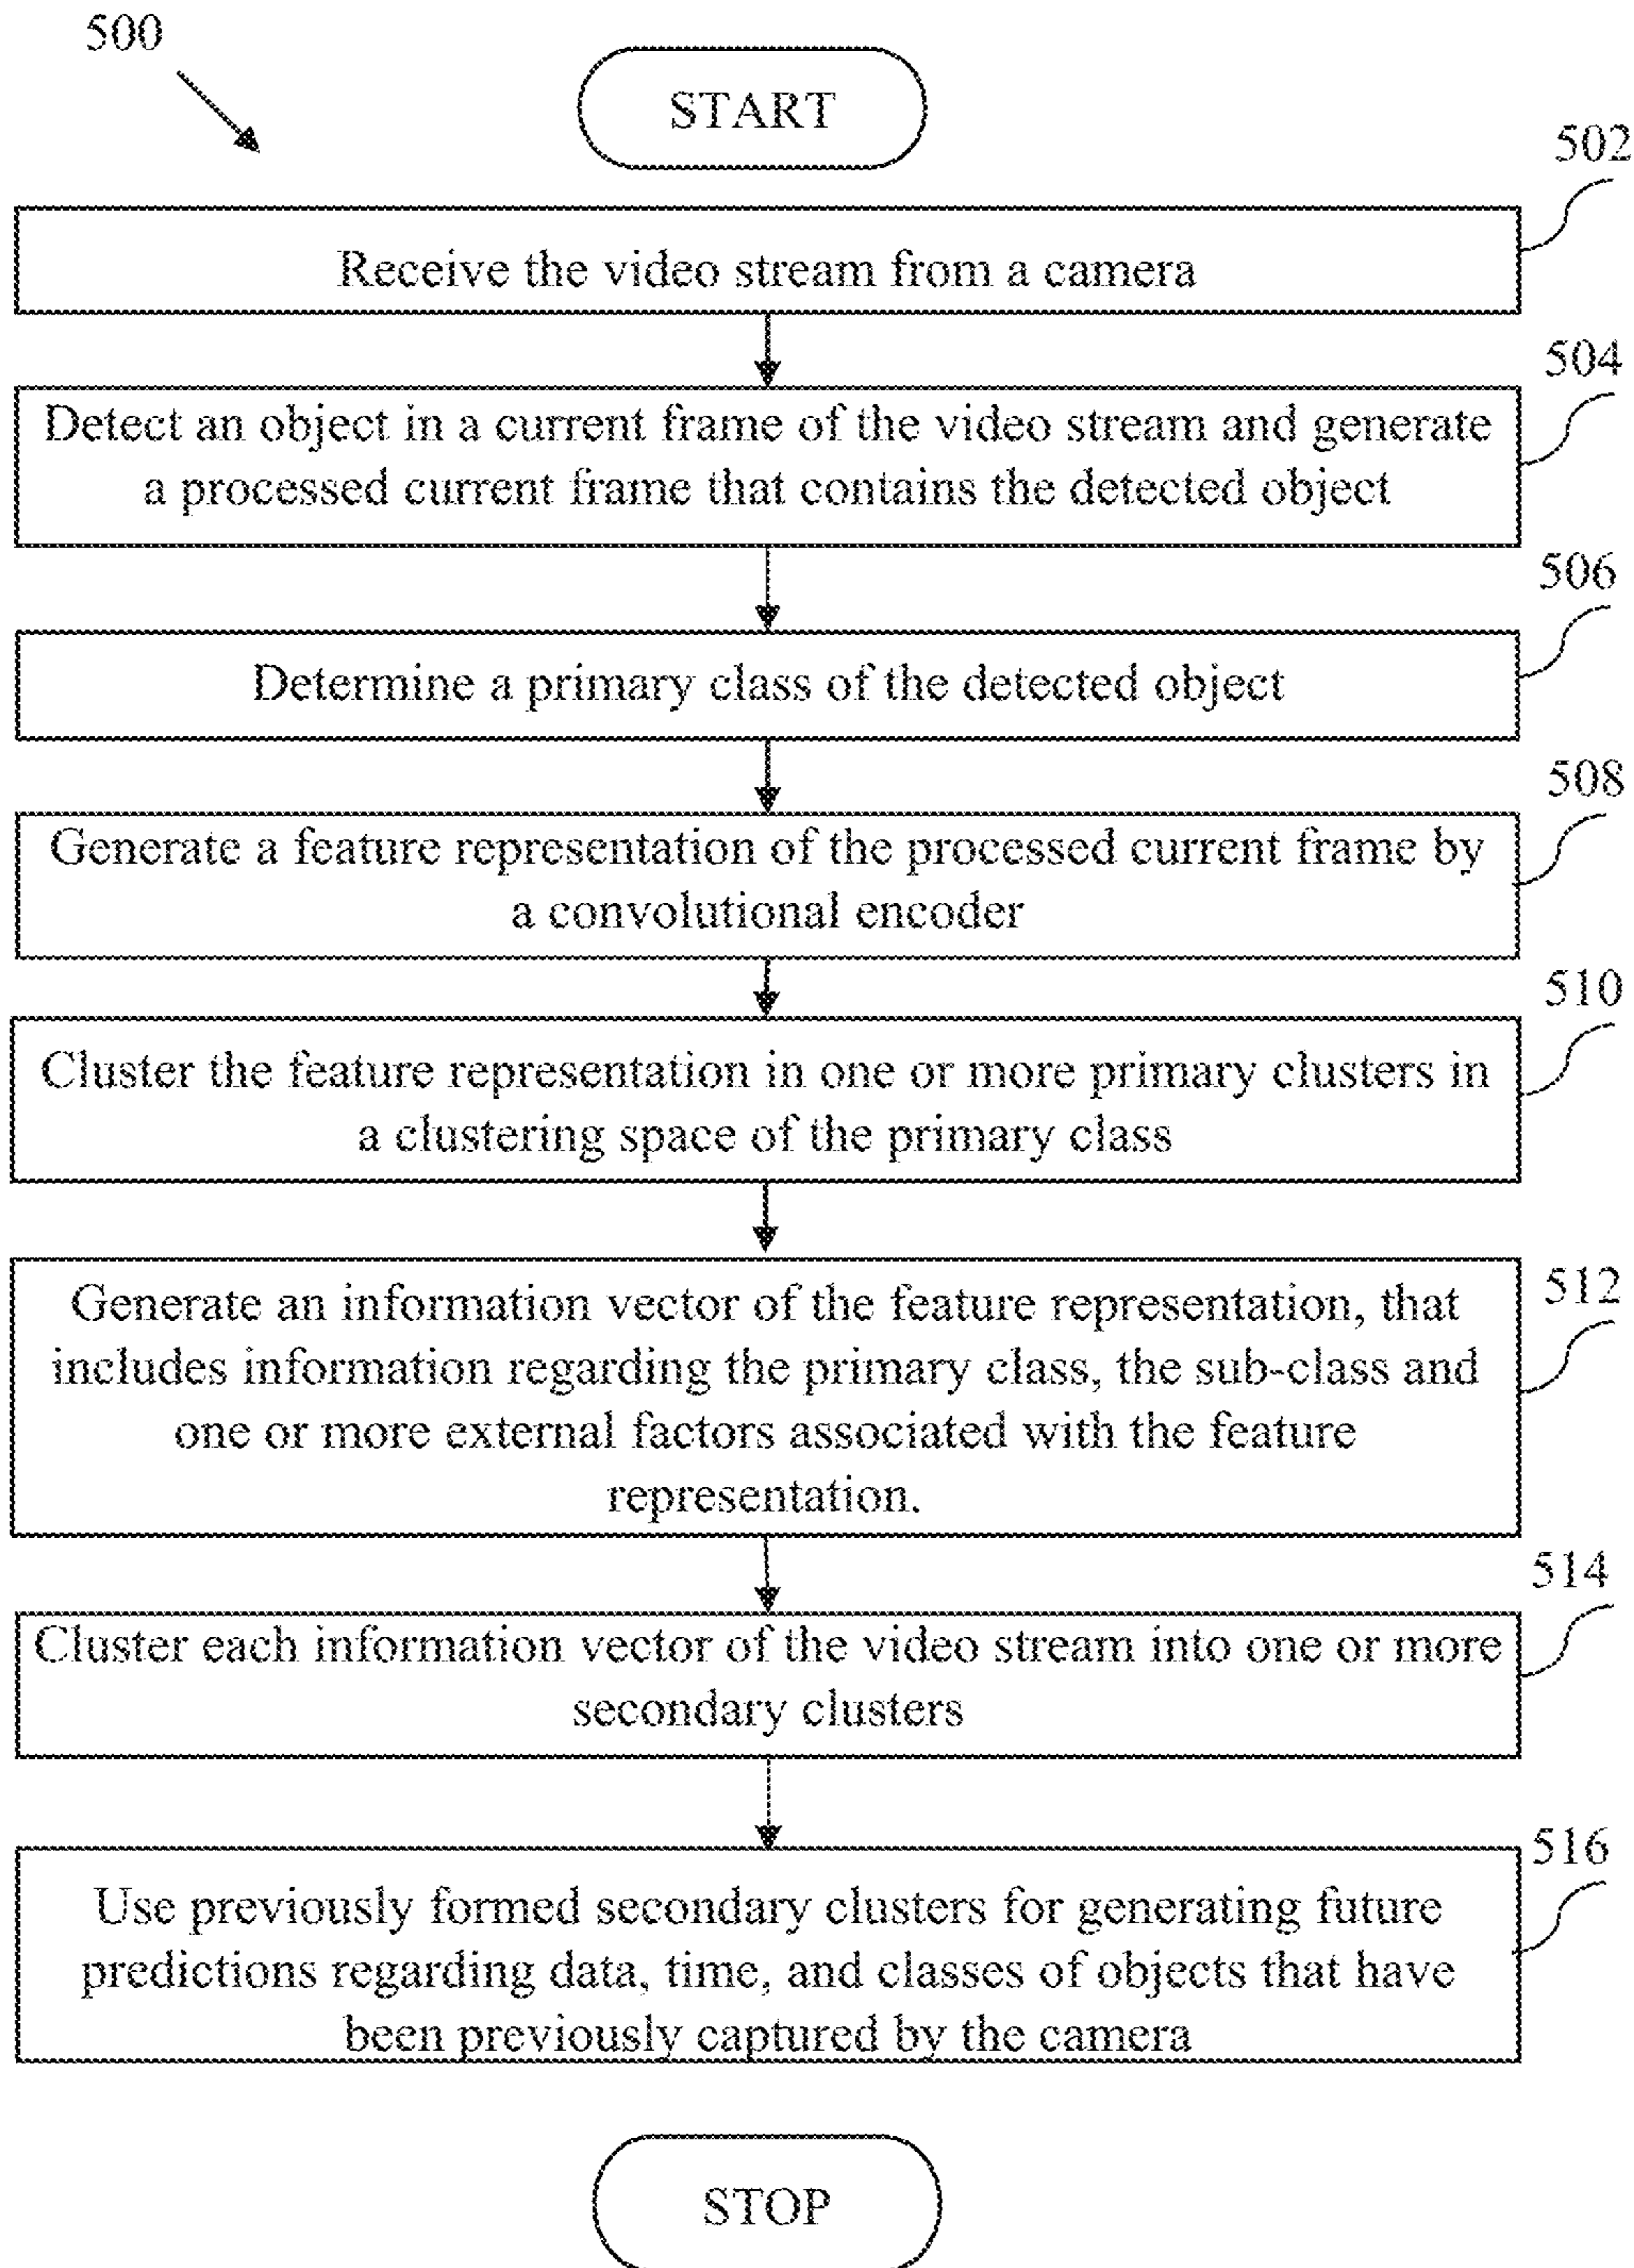 500
START
502
Receive the video stream from a camera
504
Detect an object in a current frame of the video stream and generate
a processed current frame that contains the detected object
506
Determine a primary class of the detected object
508
Generate a feature representation of the processed current frame by
a convolutional encoder
510
Cluster the feature representation in one or more primary clusters in
a clustering space of the primary class
512
Generate an information vector of the feature representation, that
includes information regarding the primary class, the sub-class and
one or more external factors associated with the feature
representation.
514
Cluster each information vector of the video stream into one or more
secondary clusters
516
Use previously formed secondary clusters for generating future
predictions regarding data, time, and classes of objects that have
been previously captured by the camera
STOP